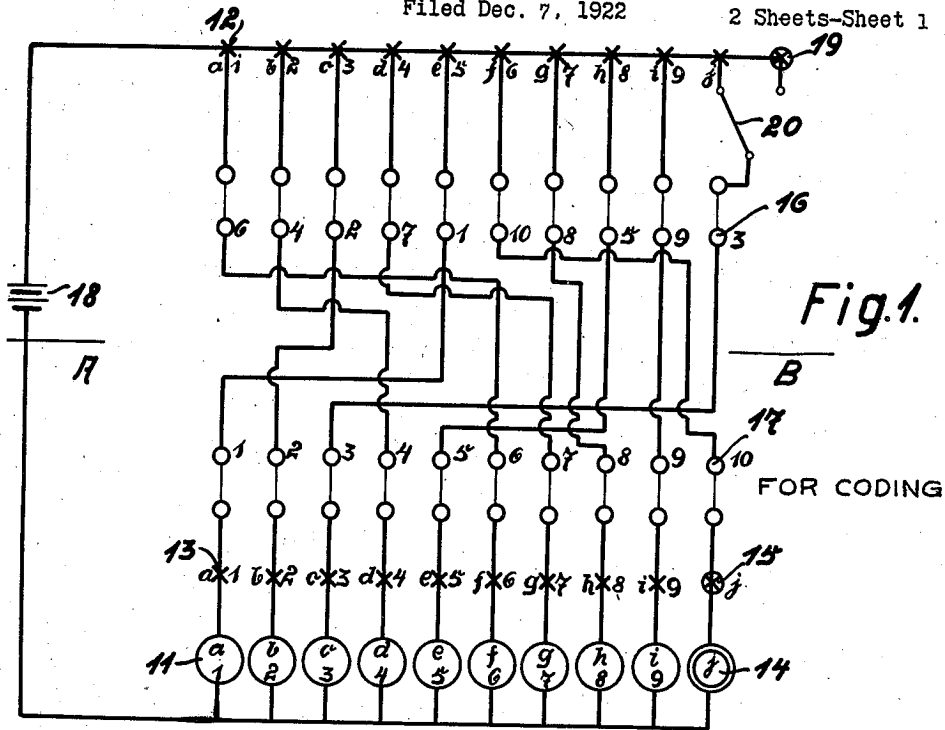 Filed Dec. 7, 1922
2 Sheets-Sheet 1
12,
19
a 1 b 2 c 3 d 4 e 5 f 6 g 7 h 8 i 9 j
20
16
6 4 2 7 1 10 8 5 9 3
18
Fig.1.
A
B
1 2 3 4 5 6 7 8 9 10
17
FOR CODING
13
15
a 1 b 2 c 3 d 4 e 5 f 6 g 7 h 8 i 9 j
11
a b c d e f g h i j
1 2 3 4 5 6 7 8 9
14